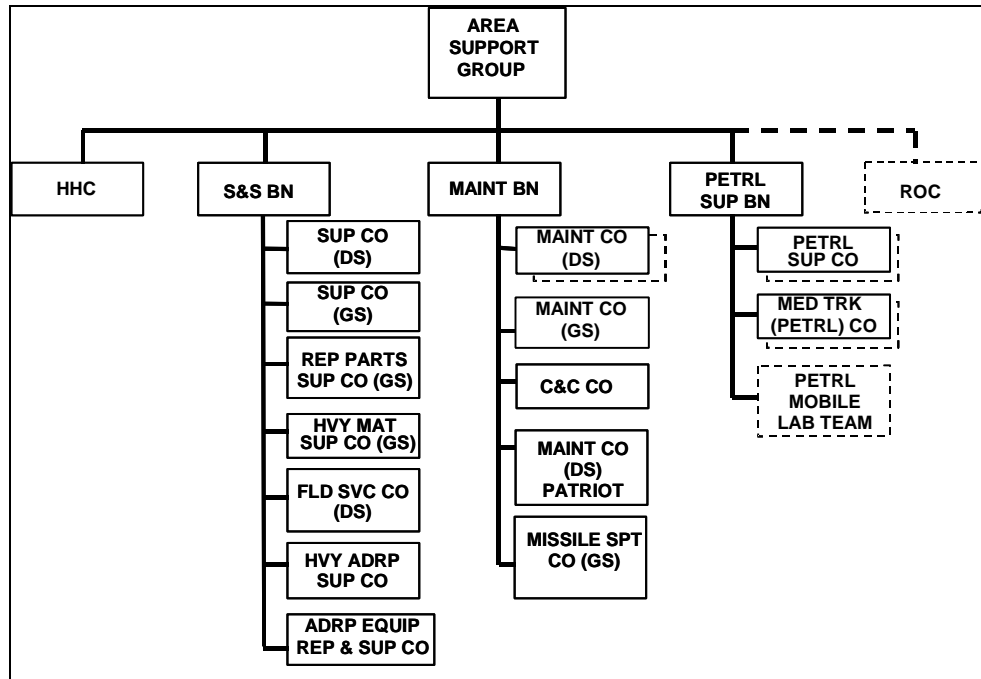 AREA
SUPPORT
GROUP
HHC
S&S BN
MAINT BN
PETRL
SUP BN
ROC
SUP CO
(DS)
SUP CO
(GS)
REP PARTS
SUP CO (GS)
HVY MAT
SUP CO (GS)
FLD SVC CO
(DS)
HVY ADRP
SUP CO
ADRP EQUIP
REP & SUP CO
MAINT CO
(DS)
MAINT CO
(GS)
C&C CO
MAINT CO
(DS)
PATRIOT
MISSILE SPT
CO (GS)
PETRL
SUP CO
MED TRK
(PETRL) CO
PETRL
MOBILE
LAB TEAM